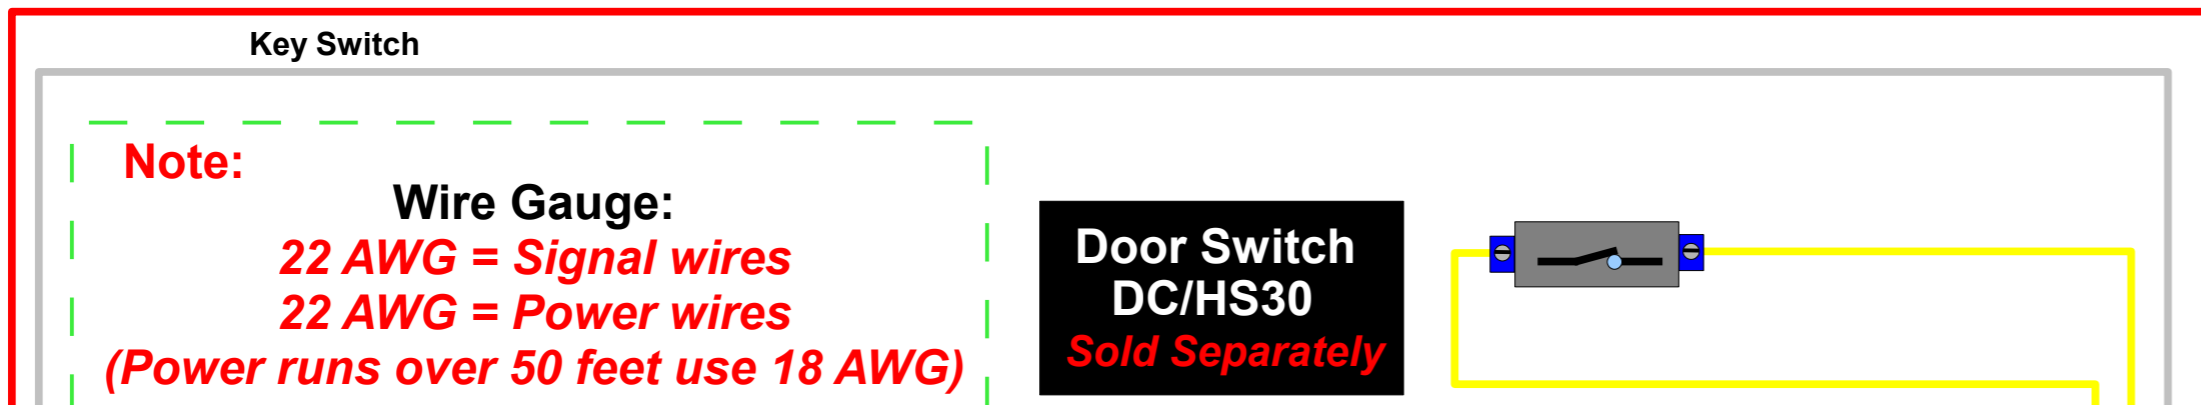 Key Switch
Note:
Wire Gauge:
22 AWG = Signal wires
22 AWG = Power wires
(Power runs over 50 feet use 18 AWG)
Door Switch
DC/HS30
Sold Separately